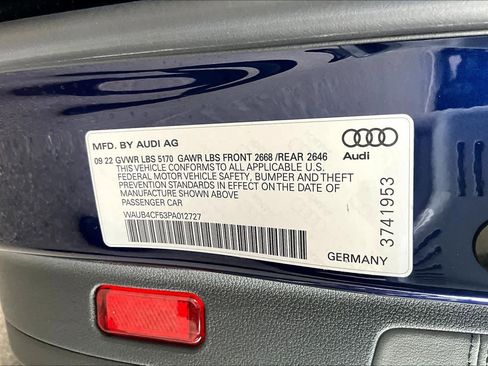 MFD. BY AUDI AG
09 22 GVWR LBS 5170 GAWR LBS FRONT 2668 /REAR 2646
THIS VEHICLE CONFORMS TO ALL APPLICABLE U.S.
FEDERAL MOTOR VEHICLE SAFETY, BUMPER AND THEFT
PREVENTION STANDARDS IN EFFECT ON THE DATE OF
MANUFACTURE SHOWN ABOVE
PASSENGER CAR
WAUB4CF53PA012727
Audi
3741953
GERMANY